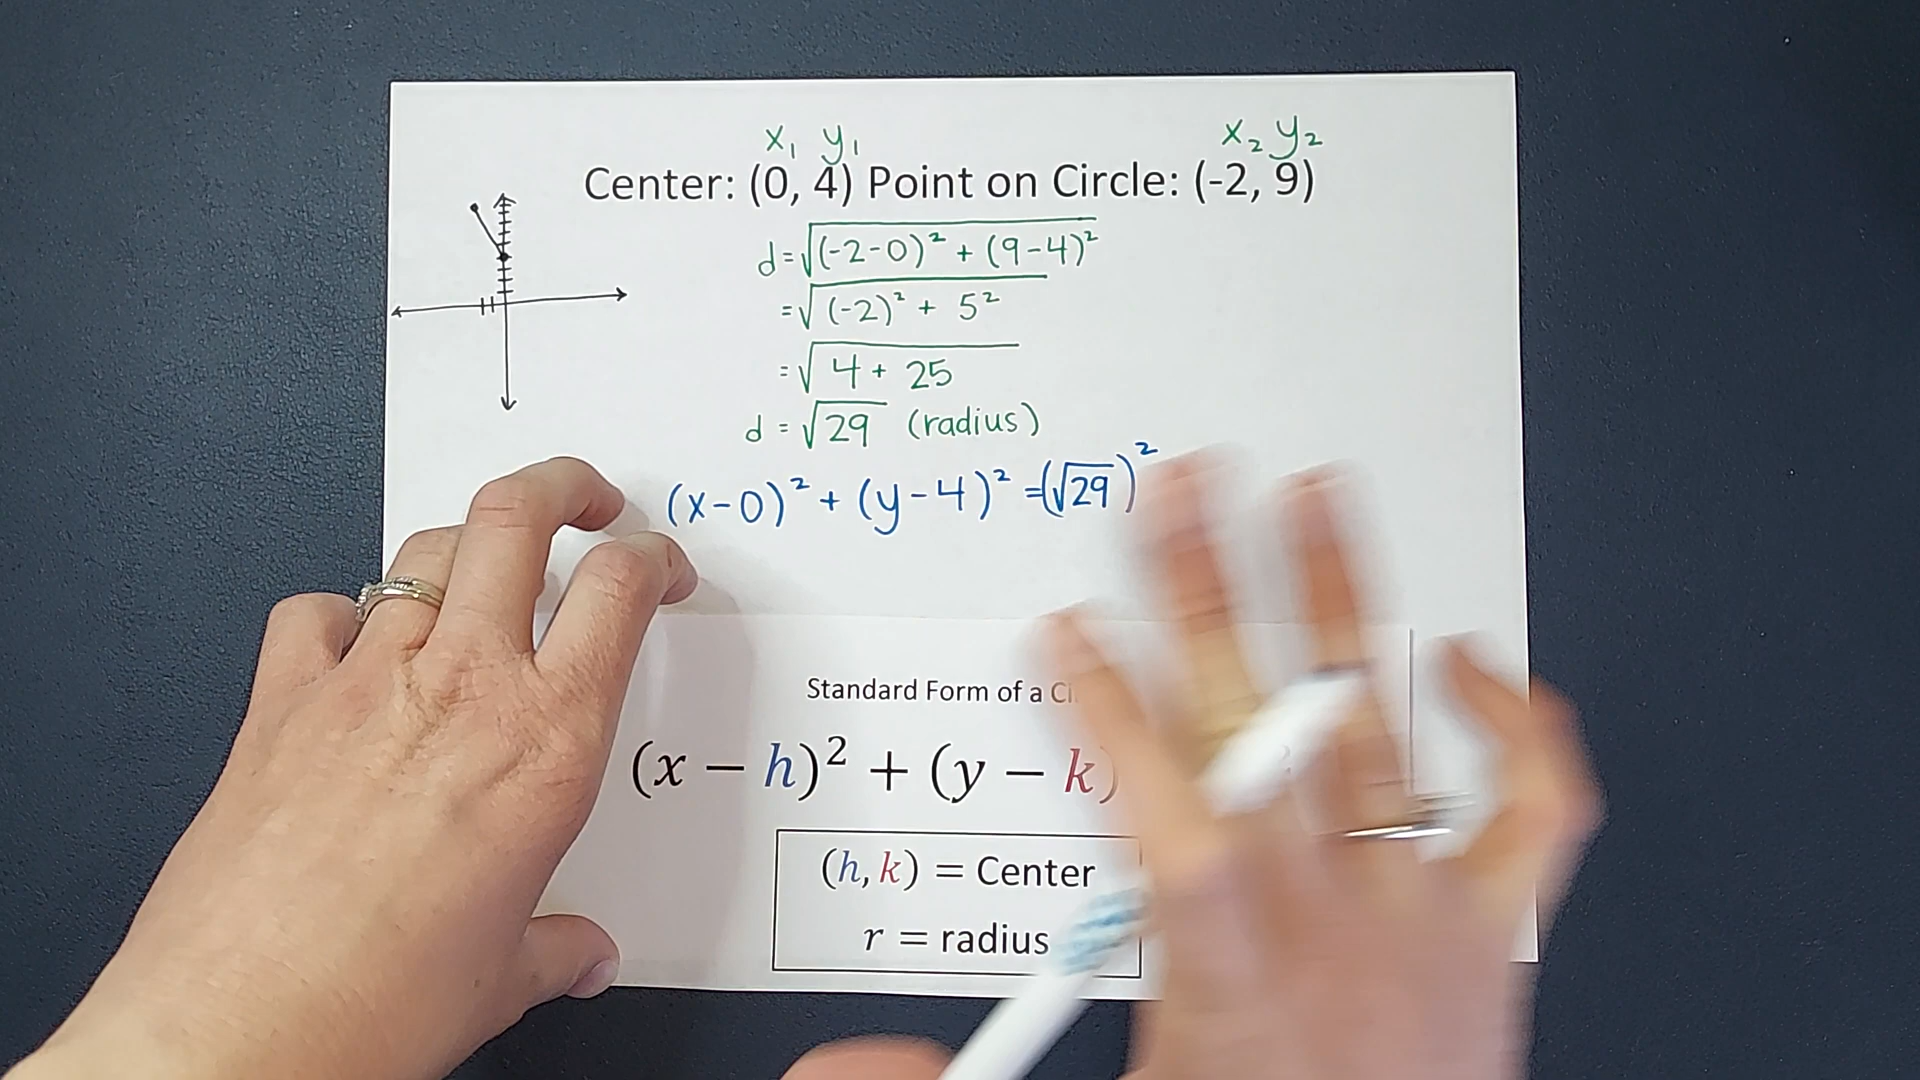 x₁ y₁ x₂ y₂
Center: (0, 4) Point on Circle: (-2, 9)
d=√((-2-0)² + (9-4)²)
=√((-2)² + 5²)
=√(4 + 25)
d = √29 (radius)
(x-0)² + (y-4)² =(√29)²
Standard Form of a
(x − h)² + (y − k)
(h, k) = Center
r = radius